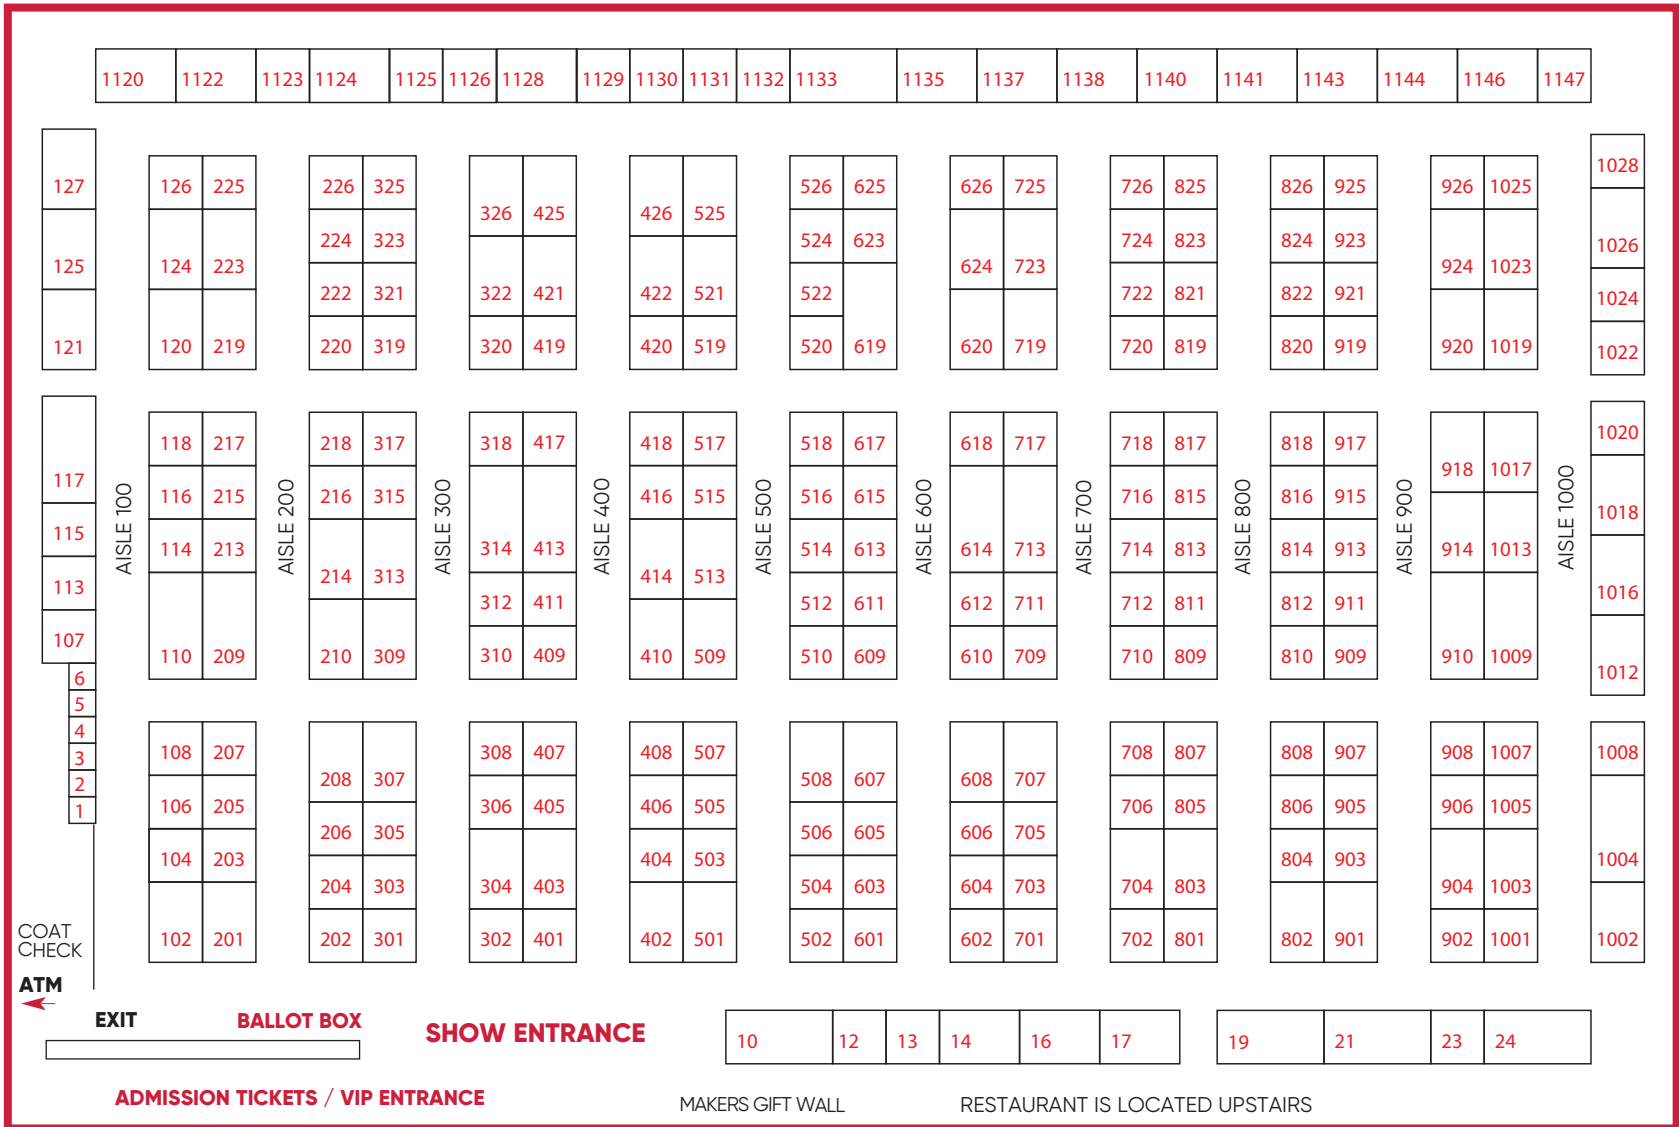 1120 1122 1123 1124 1125 1126 1128 1129 1130 1131 1132 1133 1135 1137 1138 1140 1141 1143 1144 1146 1147
1028
127 126 225 226 325 526 625 626 725 726 825 826 925 926 1025
326 425 426 525
224 323 524 623 724 823 824 923 1026
125 124 223 624 723 924 1023
222 321 322 421 422 521 522 722 821 822 921 1024
121 120 219 220 319 320 419 420 519 520 619 620 719 720 819 820 919 920 1019 1022
118 217 218 317 318 417 418 517 518 617 618 717 718 817 818 917 1020
117 918 1017
116 215 216 315 416 515 516 615 716 815 816 915 1018
AISLE 100 AISLE 200 AISLE 300 AISLE 400 AISLE 500 AISLE 600 AISLE 700 AISLE 800 AISLE 900 AISLE 1000
115 114 213 314 413 514 613 614 713 714 813 814 913 914 1013
113 214 313 414 513 1016
312 411 512 611 612 711 712 811 812 911
107 110 209 210 309 310 409 410 509 510 609 610 709 710 809 810 909 910 1009 1012
6
5
4
3 108 207 308 407 408 507 708 807 808 907 908 1007 1008
2 208 307 508 607 608 707
1 106 205 306 405 406 505 706 805 806 905 906 1005
206 305 506 605 606 705
104 203 404 503 804 903 1004
204 303 304 403 504 603 604 703 704 803 904 1003
102 201 202 301 302 401 402 501 502 601 602 701 702 801 802 901 902 1001 1002
COAT
CHECK
ATM
EXIT BALLOT BOX SHOW ENTRANCE
10 12 13 14 16 17 19 21 23 24
ADMISSION TICKETS / VIP ENTRANCE
MAKERS GIFT WALL RESTAURANT IS LOCATED UPSTAIRS